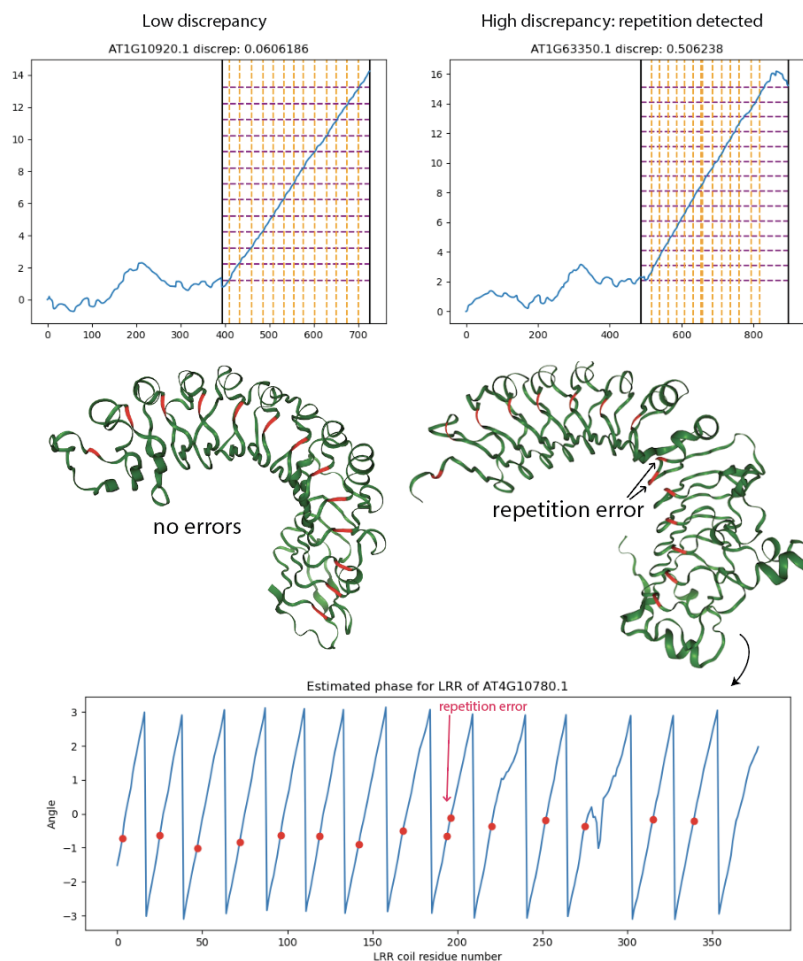 Low discrepancy
High discrepancy: repetition detected
AT1G10920.1 discrep: 0.0606186
AT1G63350.1 discrep: 0.506238
14
12
10
8
6
4
2
0
0 100 200 300 400 500 600 700
16
14
12
10
8
6
4
2
0
0 200 400 600 800
no errors
repetition error
Estimated phase for LRR of AT4G10780.1
repetition error
3
2
1
0
−1
−2
−3
Angle
0 50 100 150 200 250 300 350
LRR coil residue number